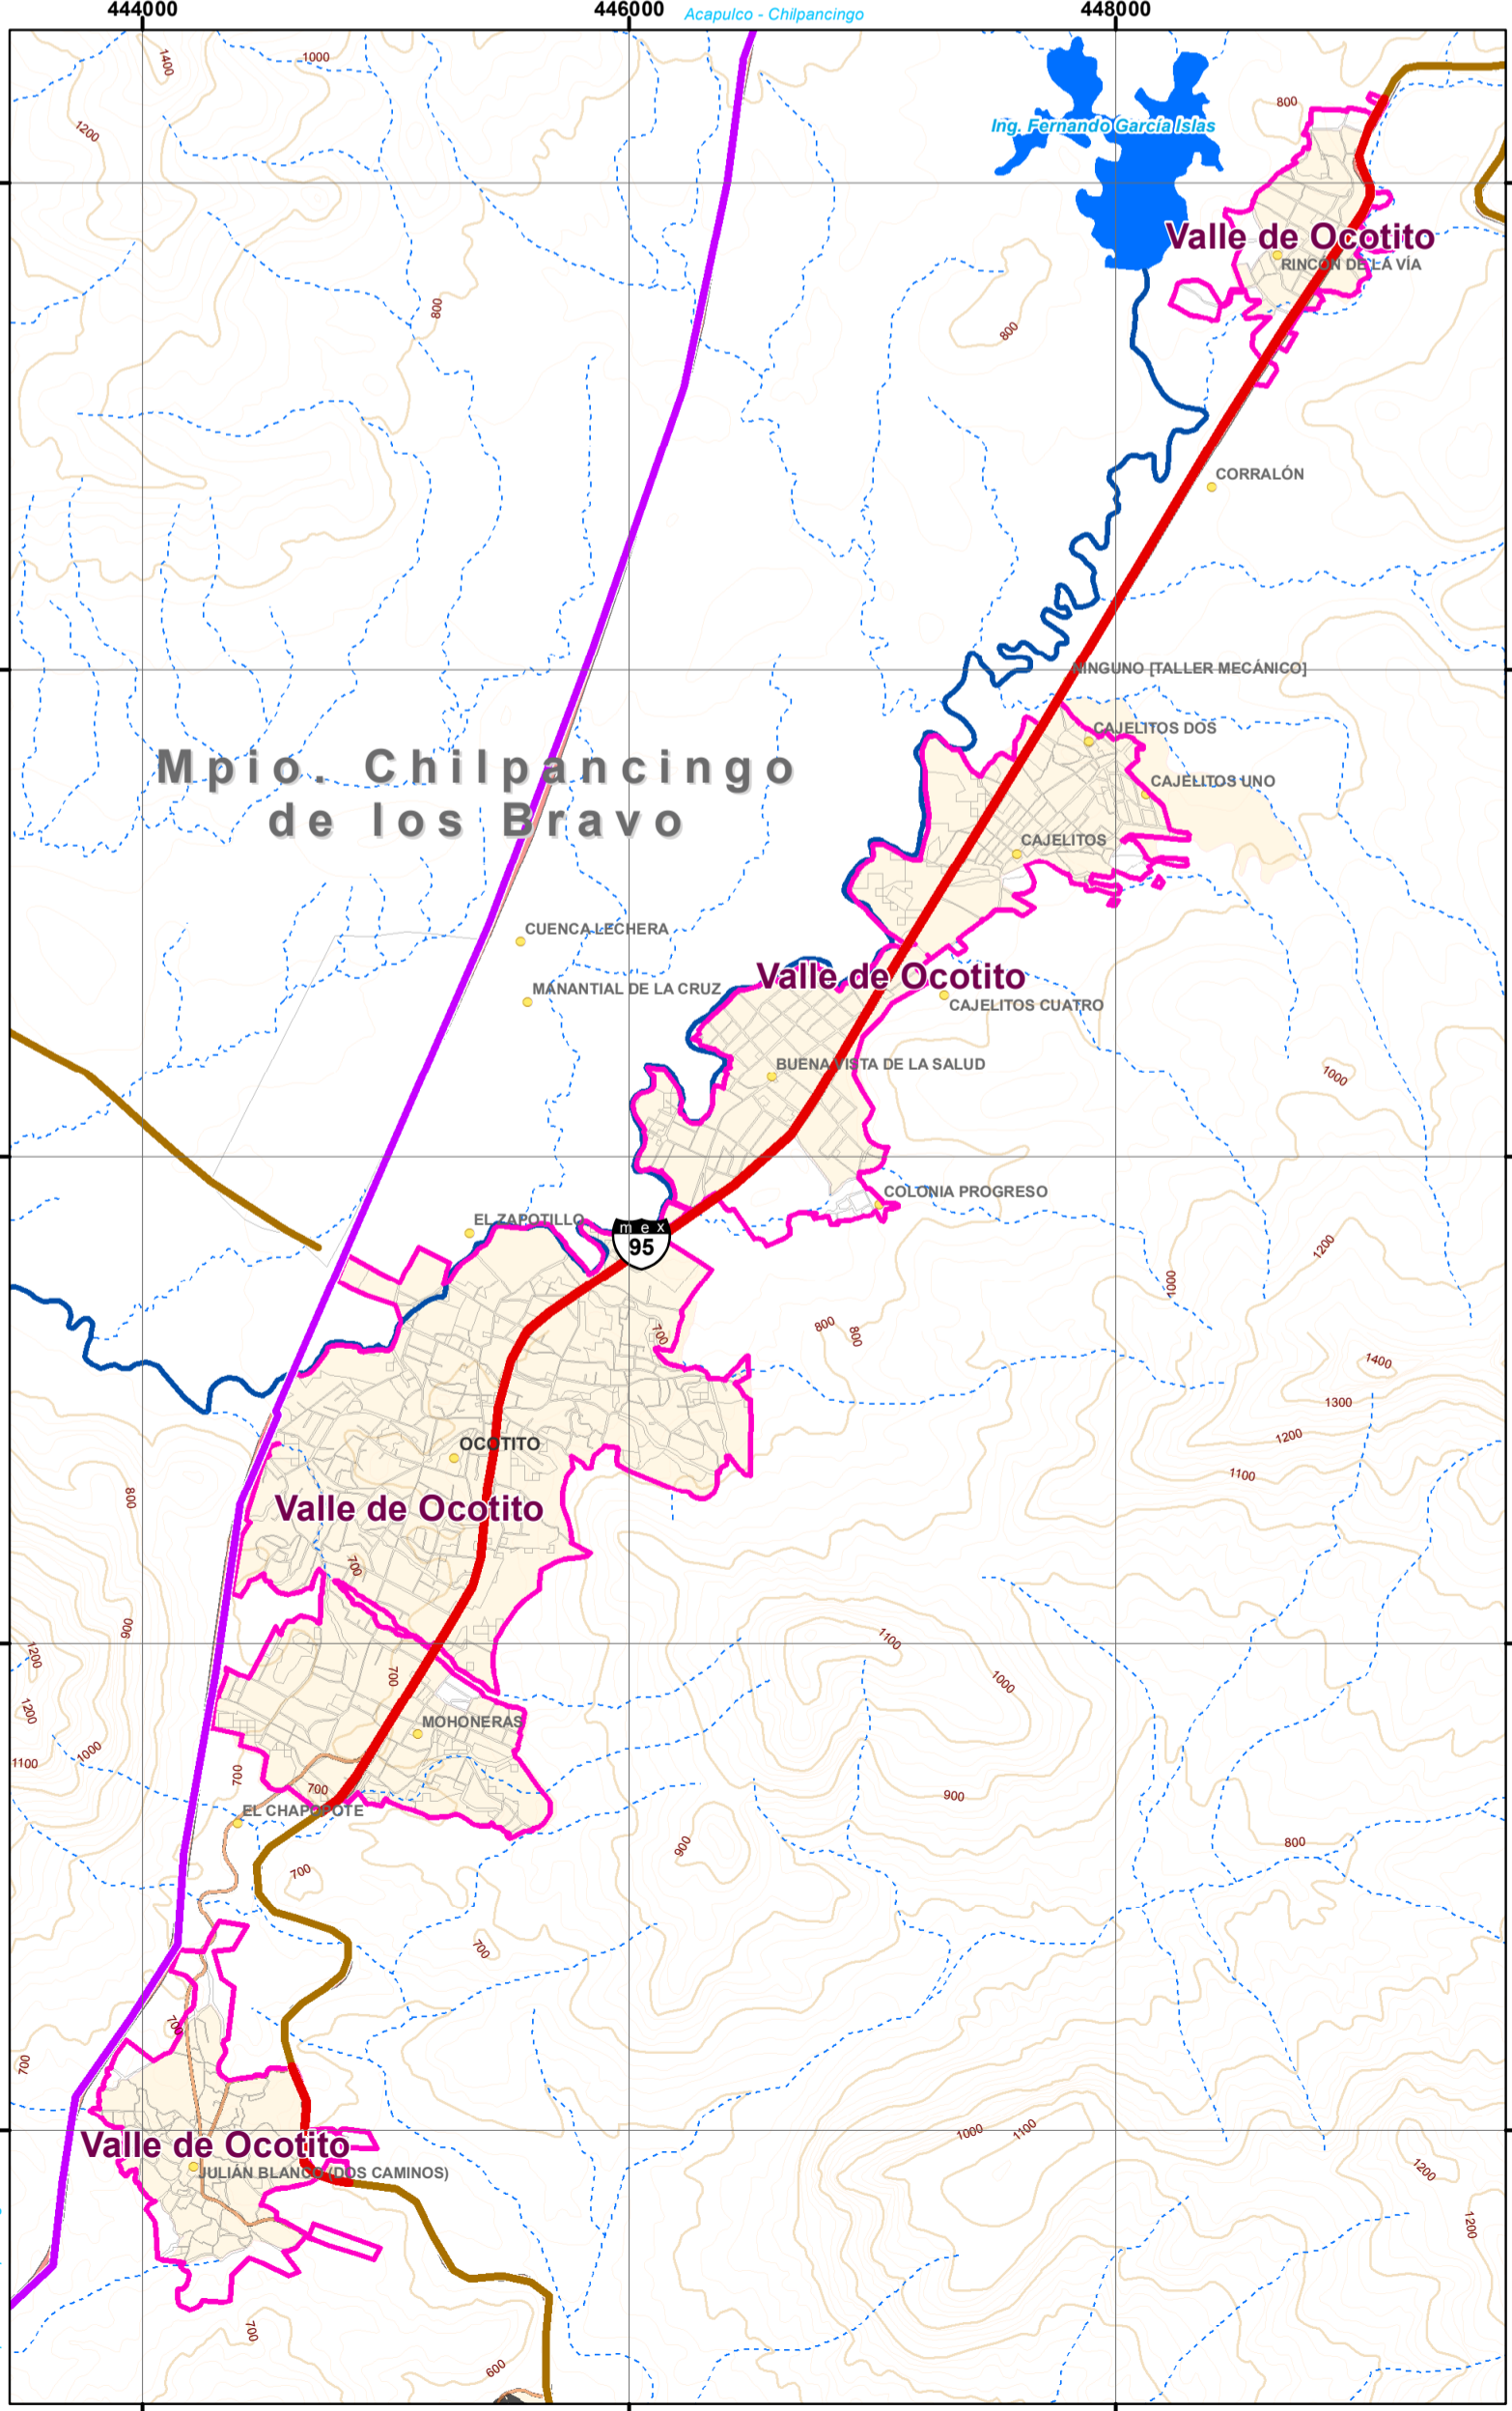 444000
446000
448000
Acapulco - Chilpancingo
1400
1000
1200
800
Ing. Fernando García Islas
Valle de Ocotito
RINCÓN DE LA VÍA
800
800
CORRALÓN
NINGUNO [TALLER MECÁNICO]
CAJELITOS DOS
Mpio. Chilpancingo
de los Bravo
CAJELITOS UNO
CAJELITOS
CUENCA LECHERA
Valle de Ocotito
MANANTIAL DE LA CRUZ
CAJELITOS CUATRO
BUENA VISTA DE LA SALUD
1000
COLONIA PROGRESO
EL ZAPOTILLO
mex
95
1200
1000
700
800
800
1400
1300
1200
1100
OCOTITO
800
Valle de Ocotito
700
900
1200
1100
1000
700
1200
MOHONERAS
1100
1000
700
700
EL CHAPOPOTE
900
900
800
700
700
700
700
1000
1100
Valle de Ocotito
JULIÁN BLANCO (DOS CAMINOS)
1200
1200
700
600